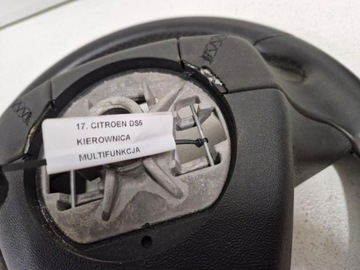 17. CITROEN DS5
KIEROWNICA
MULTIFUNKCJA